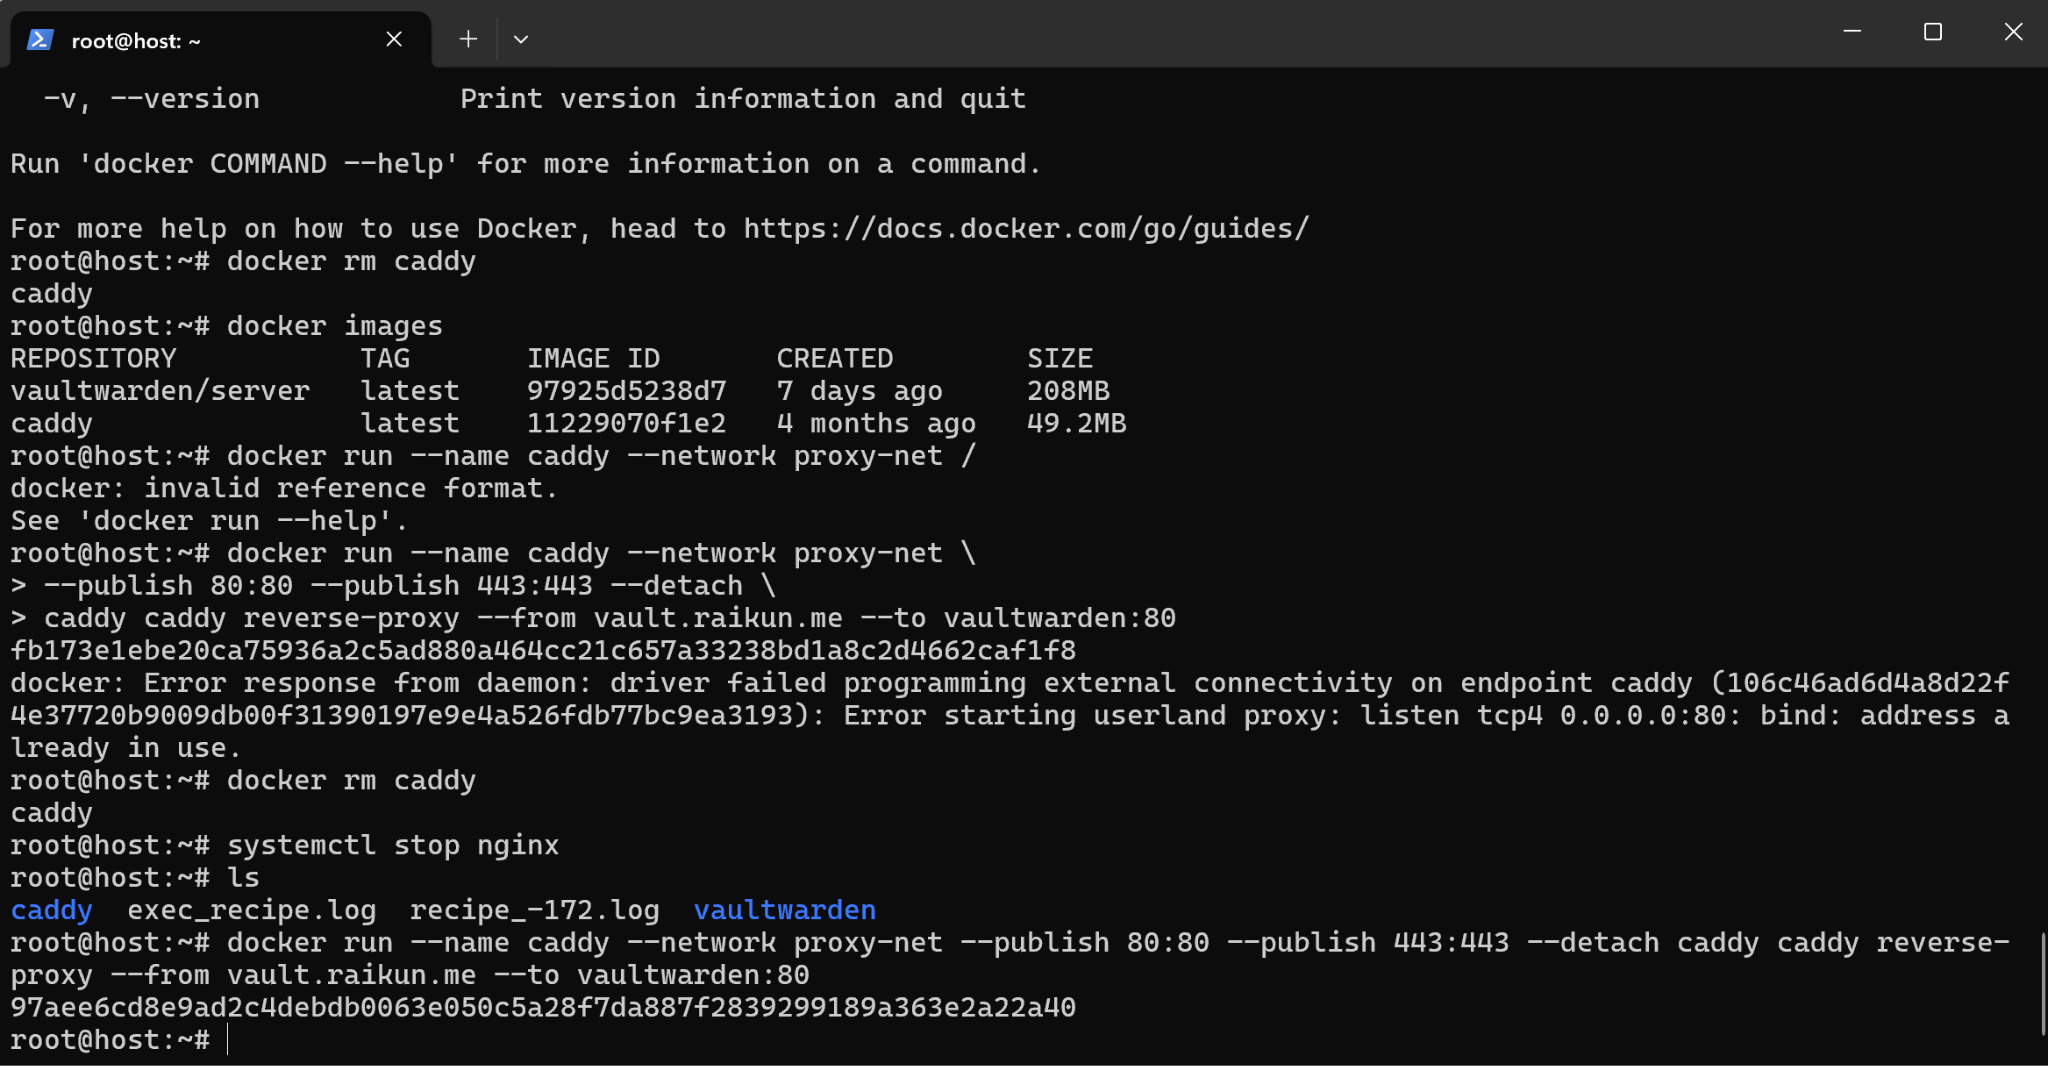 root@host: ~
-v, --version            Print version information and quit
Run 'docker COMMAND --help' for more information on a command.
For more help on how to use Docker, head to https://docs.docker.com/go/guides/
root@host:~# docker rm caddy
caddy
root@host:~# docker images
REPOSITORY           TAG       IMAGE ID       CREATED        SIZE
vaultwarden/server   latest    97925d5238d7   7 days ago     208MB
caddy                latest    11229070f1e2   4 months ago   49.2MB
root@host:~# docker run --name caddy --network proxy-net /
docker: invalid reference format.
See 'docker run --help'.
root@host:~# docker run --name caddy --network proxy-net \
> --publish 80:80 --publish 443:443 --detach \
> caddy caddy reverse-proxy --from vault.raikun.me --to vaultwarden:80
fb173e1ebe20ca75936a2c5ad880a464cc21c657a33238bd1a8c2d4662caf1f8
docker: Error response from daemon: driver failed programming external connectivity on endpoint caddy (106c46ad6d4a8d22f
4e37720b9009db00f31390197e9e4a526fdb77bc9ea3193): Error starting userland proxy: listen tcp4 0.0.0.0:80: bind: address a
lready in use.
root@host:~# docker rm caddy
caddy
root@host:~# systemctl stop nginx
root@host:~# ls
caddy  exec_recipe.log  recipe_-172.log  vaultwarden
root@host:~# docker run --name caddy --network proxy-net --publish 80:80 --publish 443:443 --detach caddy caddy reverse-
proxy --from vault.raikun.me --to vaultwarden:80
97aee6cd8e9ad2c4debdb0063e050c5a28f7da887f2839299189a363e2a22a40
root@host:~#